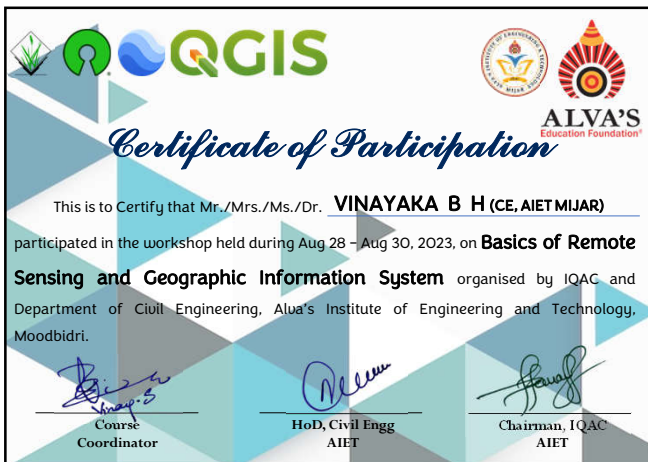 QGIS
ALVA'S
Education Foundation®
Certificate of Participation
This is to Certify that Mr./Mrs./Ms./Dr. VINAYAKA B H (CE, AIET MIJAR)
participated in the workshop held during Aug 28 – Aug 30, 2023, on Basics of Remote
Sensing and Geographic Information System organised by IQAC and
Department of Civil Engineering, Alva's Institute of Engineering and Technology,
Moodbidri.
Vinay.S
Course
Coordinator
HoD, Civil Engg
AIET
Chairman, IQAC
AIET